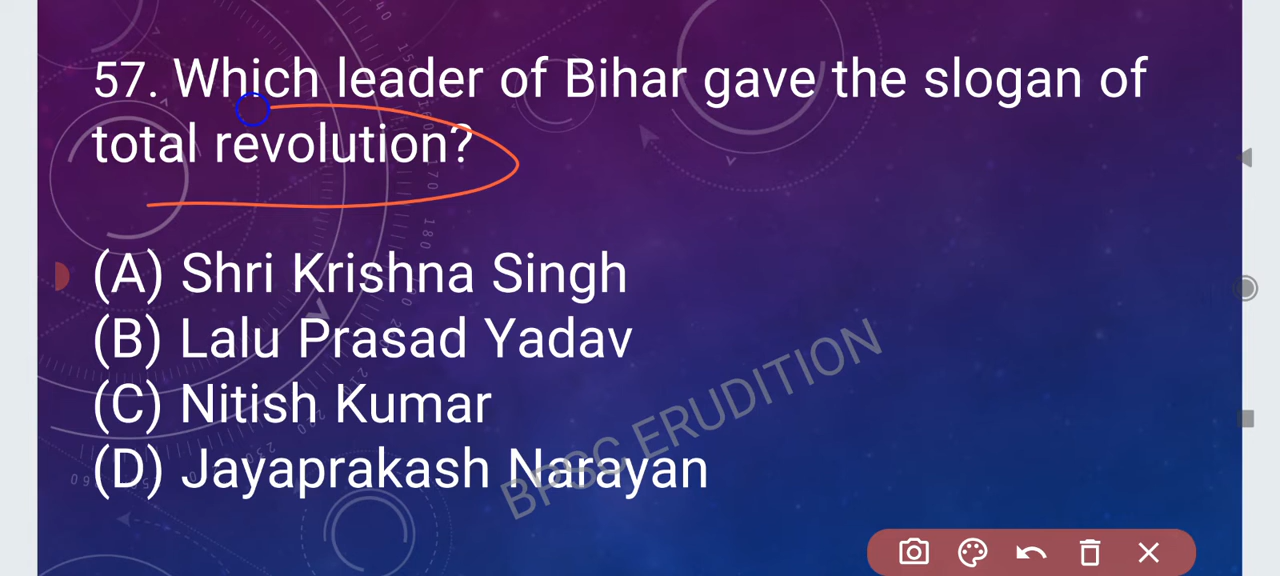 57. Which leader of Bihar gave the slogan of
total revolution?
(A) Shri Krishna Singh
(B) Lalu Prasad Yadav
(C) Nitish Kumar
(D) Jayaprakash Narayan
BPSC ERUDITION